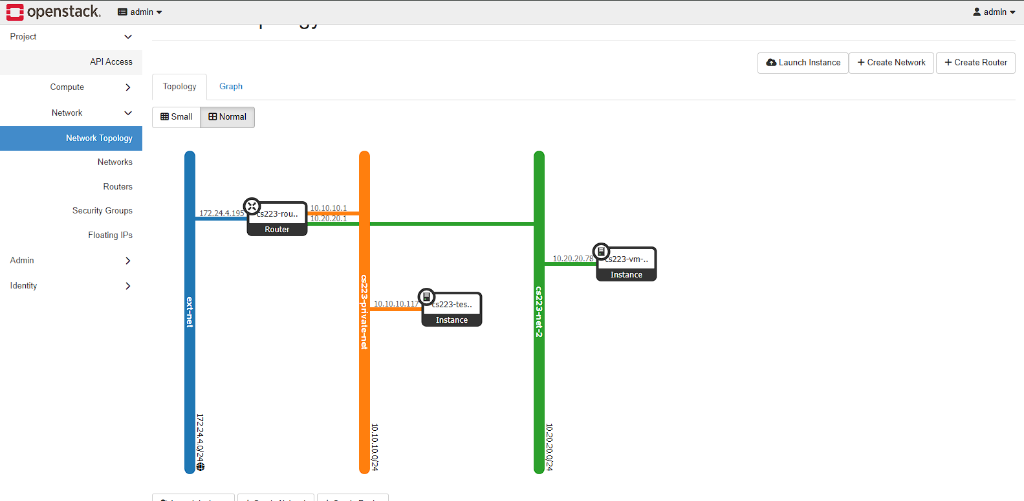 openstack.
admin
admin
Project
API Access
Compute
Network
Network Topology
Networks
Routers
Security Groups
Floating IPs
Admin
Identity
Launch Instance
+ Create Network
+ Create Router
Topology
Graph
Small
Normal
172.24.4.195
cs223-rou..
Router
10.10.10.1
10.20.20.1
10.20.20.78
cs223-vm-..
Instance
10.10.10.117
cs223-tes..
Instance
ext-net
172.24.4.0/24
cs223-private-net
10.10.10.0/24
cs223-net-2
10.20.20.0/24